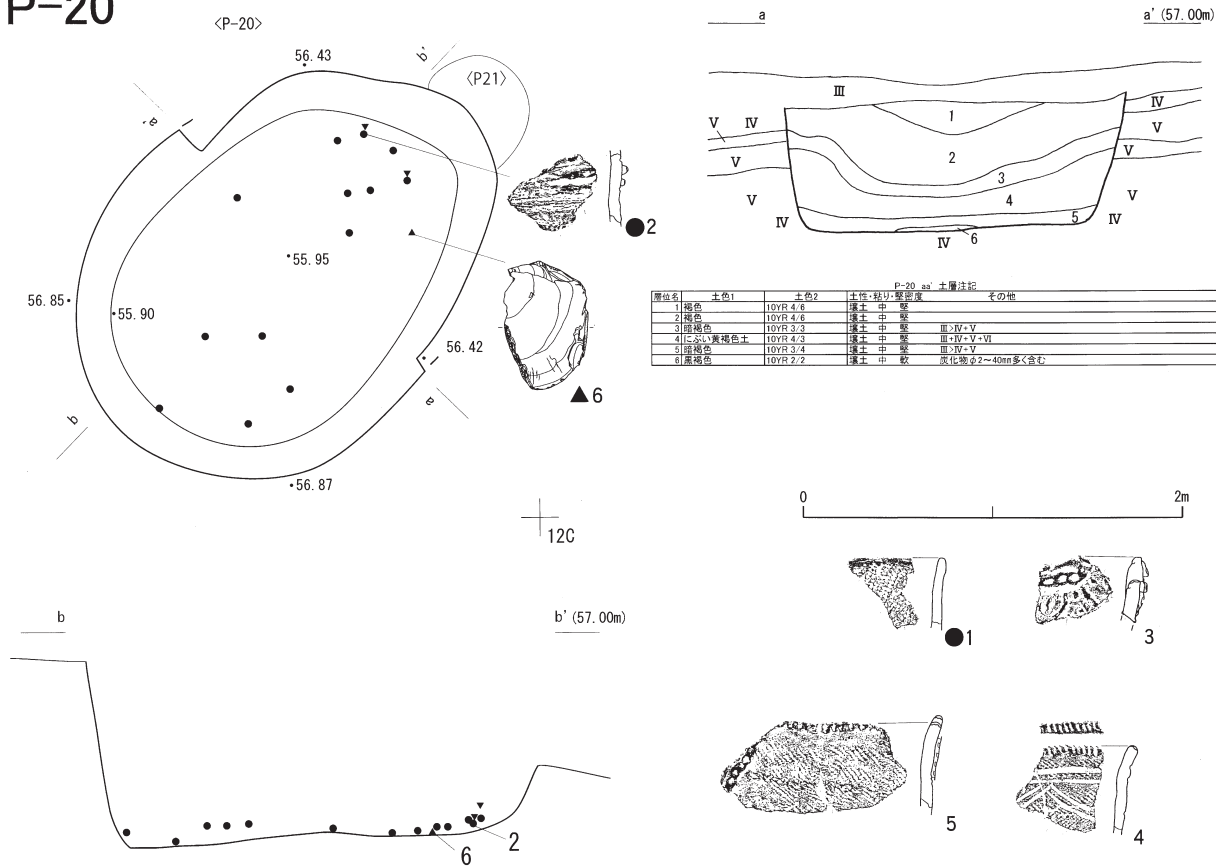 P-20
<P-20>
a
a' (57.00m)
56.43
b'
<P21>
a'
Ⅲ
1
Ⅳ
Ⅴ Ⅳ
Ⅴ
2
Ⅴ
Ⅴ
3
4
Ⅴ
Ⅴ
5
Ⅳ
Ⅳ
6
Ⅳ
●2
55.95
56.85
55.90
56.42
▲6
a
b
56.87
12C
P-20 aa' 土層注記
層位名 土色1 土色2 土性・粘り・堅密度 その他
1 褐色 10YR 4/6 壌土 中 堅
2 褐色 10YR 4/6 壌土 中 堅
3 暗褐色 10YR 3/3 壌土 中 堅 Ⅲ>Ⅳ+Ⅴ
4 にぶい黄褐色土 10YR 4/3 壌土 中 堅 Ⅲ+Ⅳ+Ⅴ+Ⅵ
5 暗褐色 10YR 3/4 壌土 中 堅 Ⅲ>Ⅳ+Ⅴ
6 黒褐色 10YR 2/2 壌土 中 軟 炭化物φ2〜40mm多く含む
0
2m
b
b' (57.00m)
●1
3
5
4
2
6